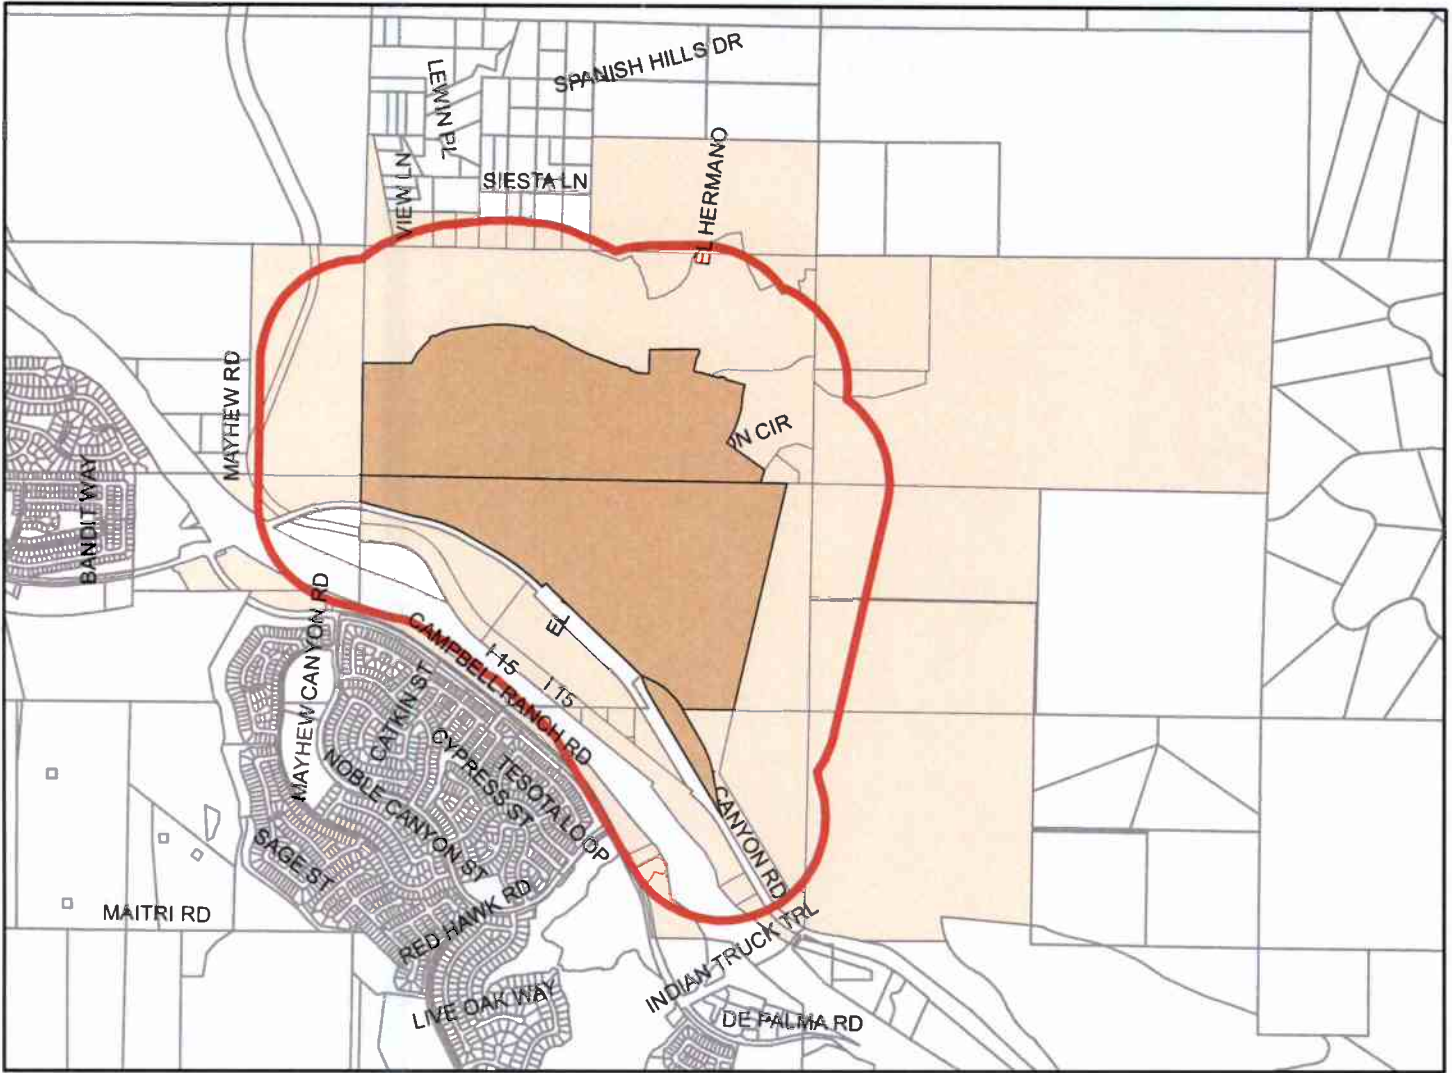 SPANISH HILLS DR
LEWIN PL
VIEW LN
SIESTA LN
EL HERMANO
MAYHEW RD
IN CIR
BANDIT WAY
EL
MAYHEW CANYON RD
CAMPBELL RANCH RD
I 15
I 15
CATKIN ST
CYPRESS ST
TESOTA LOOP
NOBLE CANYON ST
CANYON RD
SAGE ST
RED HAWK RD
MAITRI RD
INDIAN TRUCK TRL
LIVE OAK WAY
DE PALMA RD